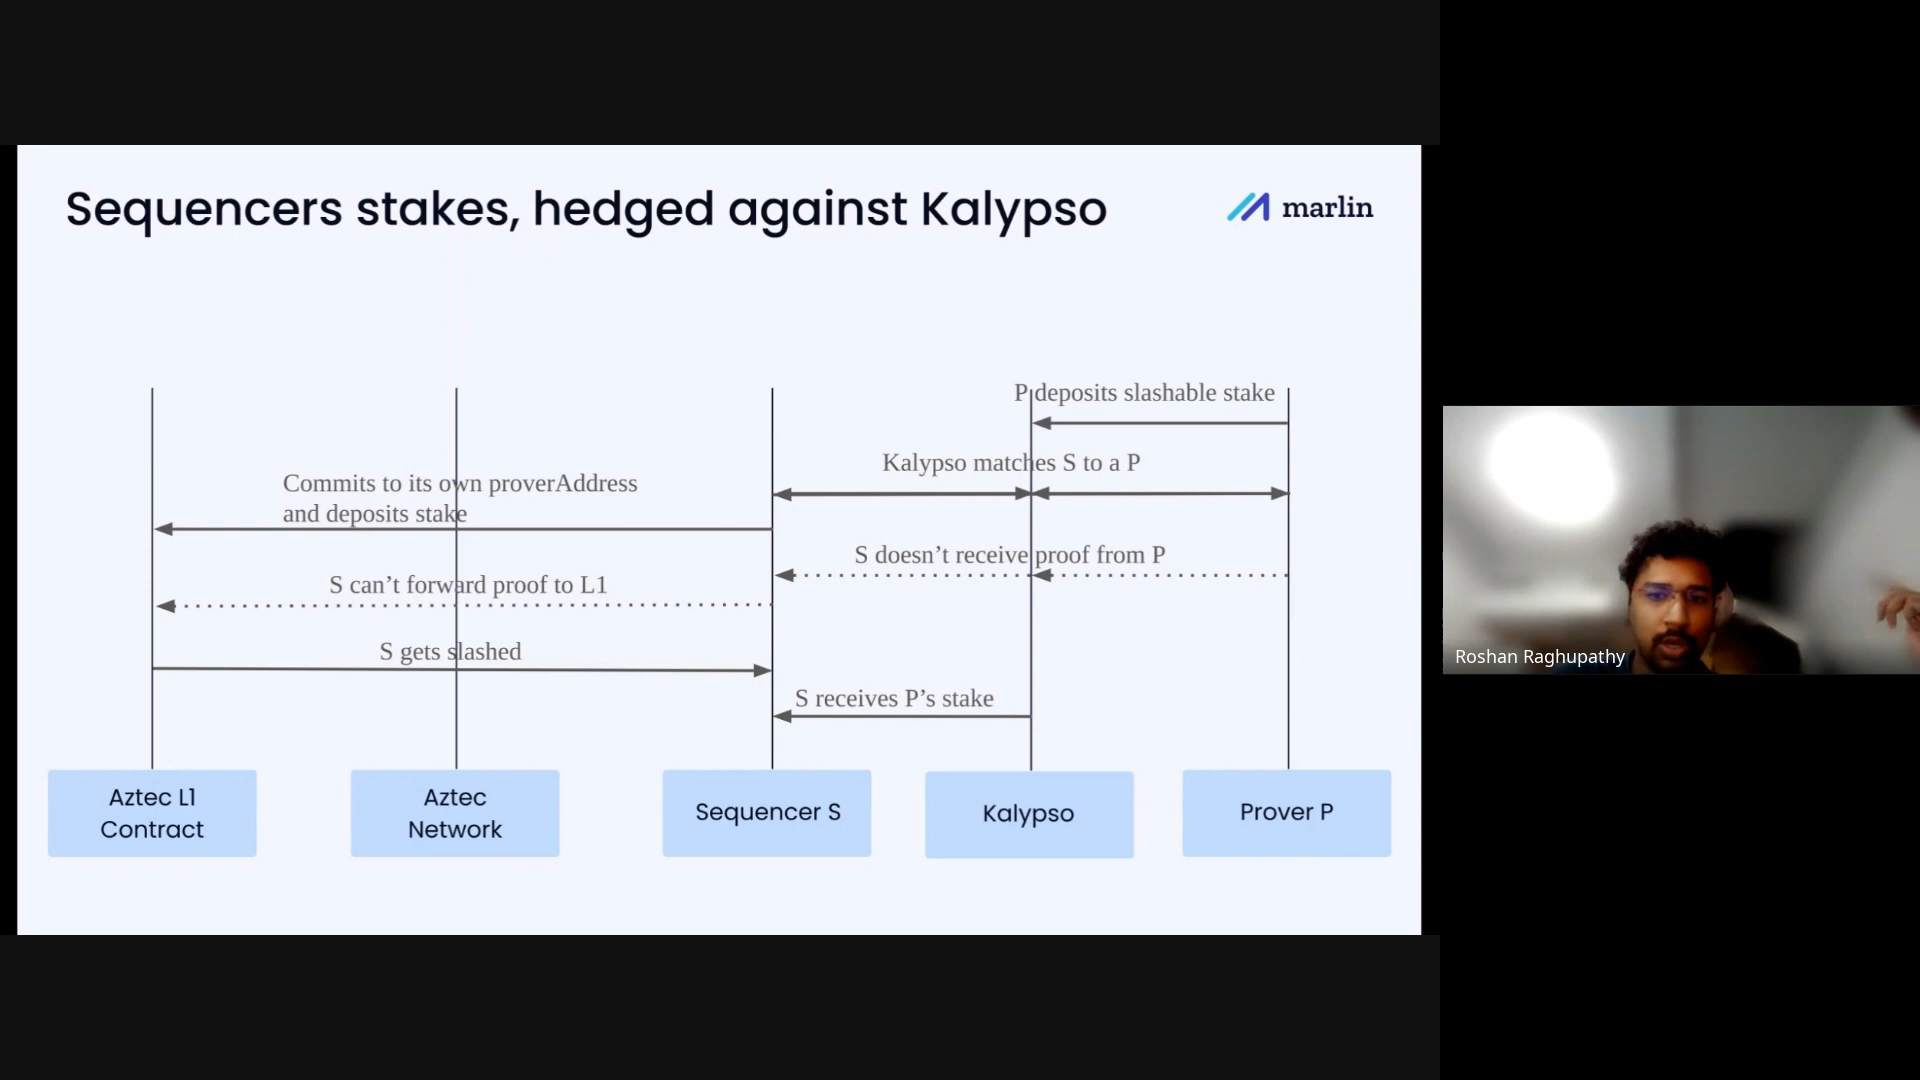 Sequencers stakes, hedged against Kalypso
marlin
P deposits slashable stake
Kalypso matches S to a P
Commits to its own proverAddress
and deposits stake
S doesn’t receive proof from P
S can’t forward proof to L1
S gets slashed
S receives P’s stake
Aztec L1
Contract
Aztec
Network
Sequencer S
Kalypso
Prover P
Roshan Raghupathy